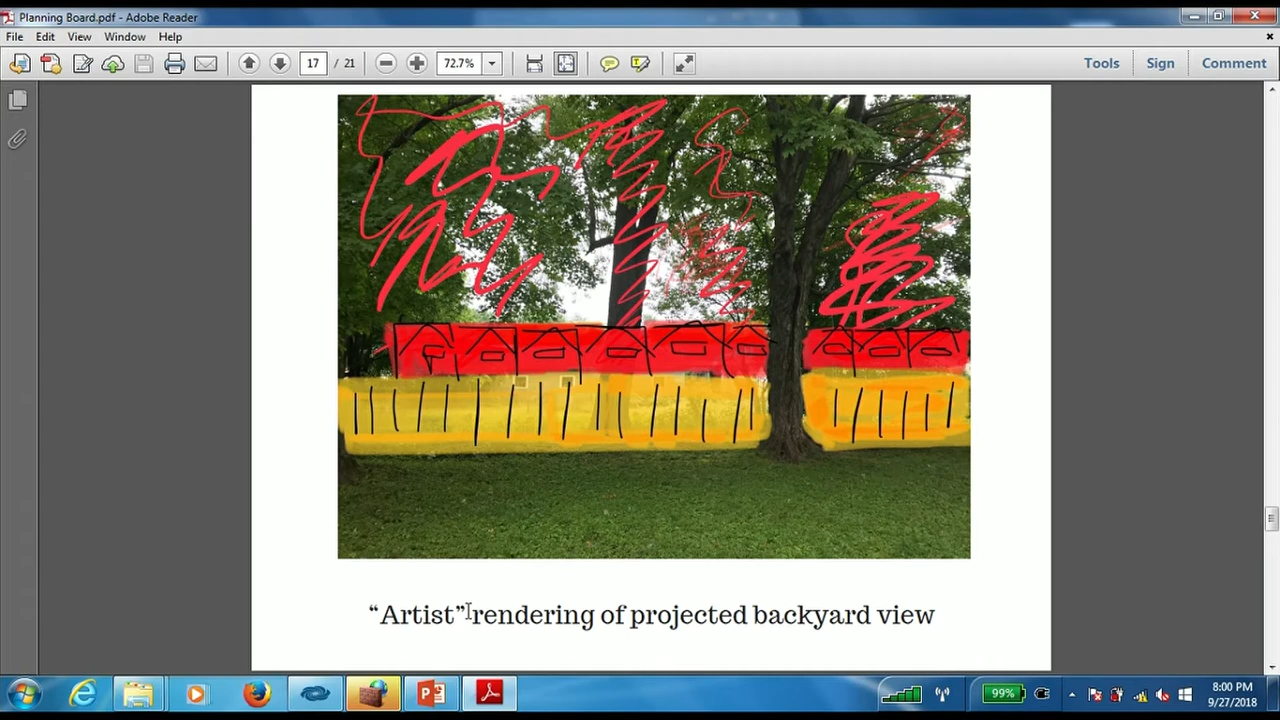 Planning Board.pdf - Adobe Reader
File Edit View Window Help
17 / 21 72.7% Tools Sign Comment
“Artist” rendering of projected backyard view
99% 8:00 PM
9/27/2018